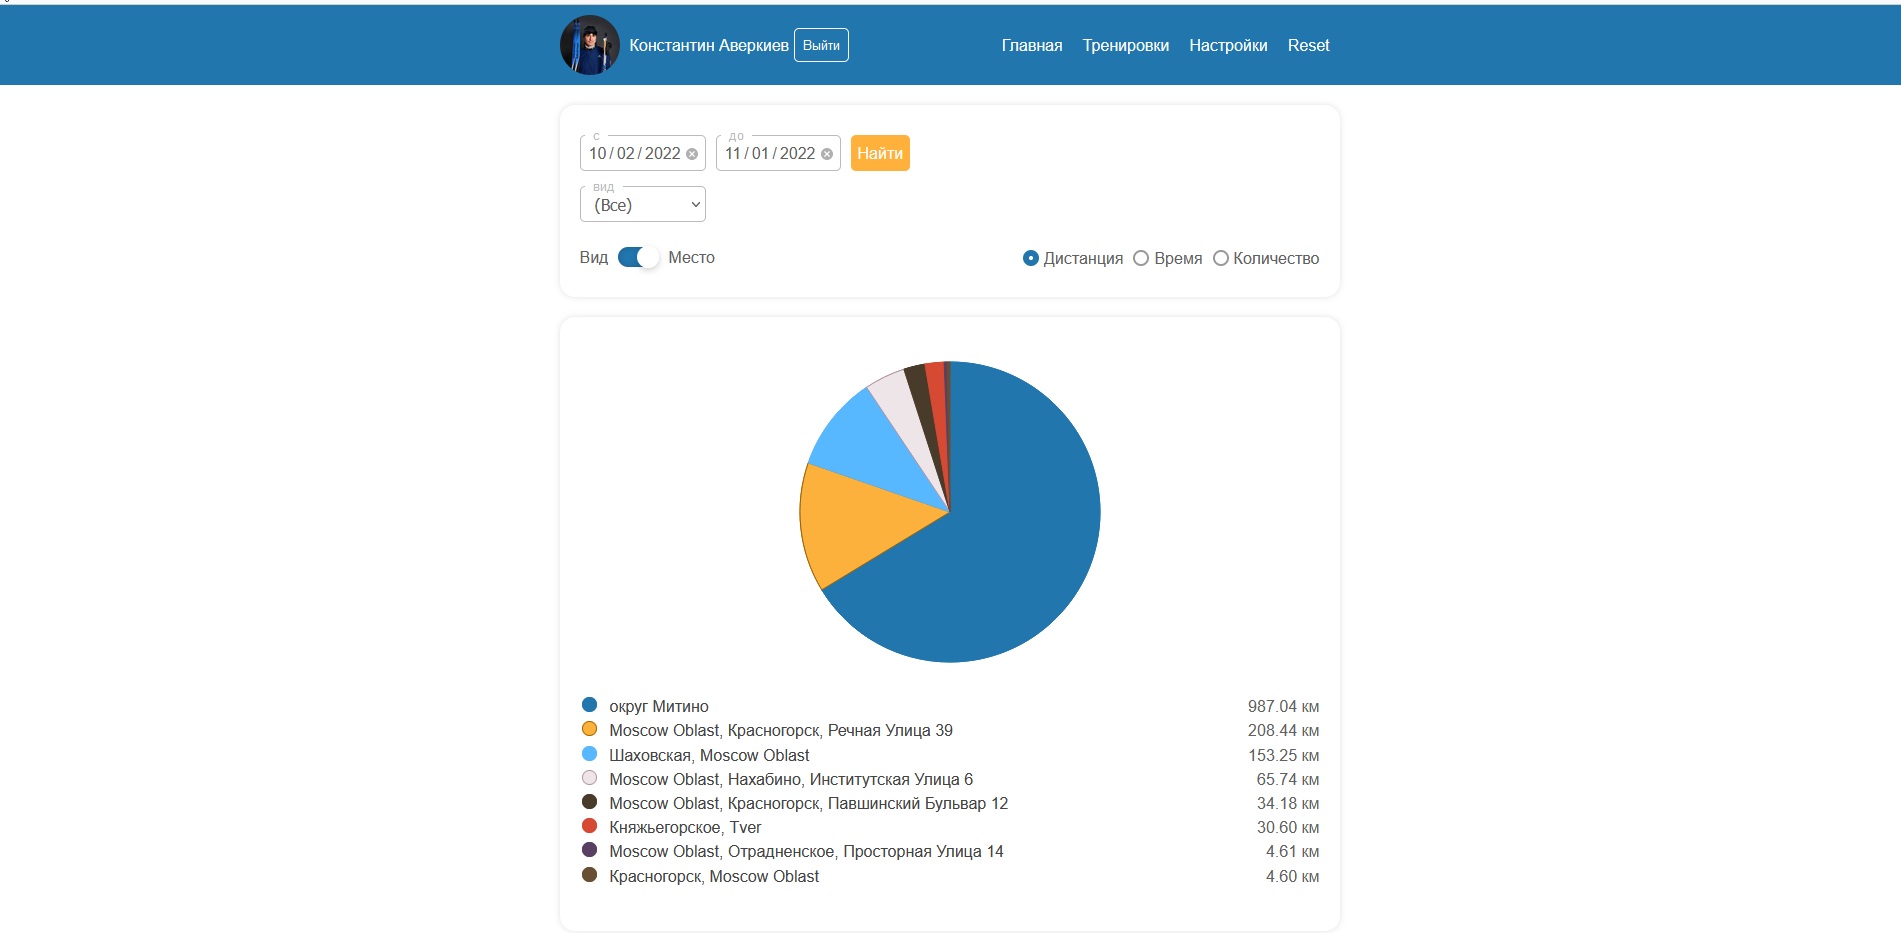 Константин Аверкиев Выйти Главная Тренировки Настройки Reset
с до
10/02/2022 11/01/2022 Найти
вид
(Все)
Вид Место Дистанция Время Количество
округ Митино 987.04 км
Moscow Oblast, Красногорск, Речная Улица 39 208.44 км
Шаховская, Moscow Oblast 153.25 км
Moscow Oblast, Нахабино, Институтская Улица 6 65.74 км
Moscow Oblast, Красногорск, Павшинский Бульвар 12 34.18 км
Княжьегорское, Tver 30.60 км
Moscow Oblast, Отрадненское, Просторная Улица 14 4.61 км
Красногорск, Moscow Oblast 4.60 км